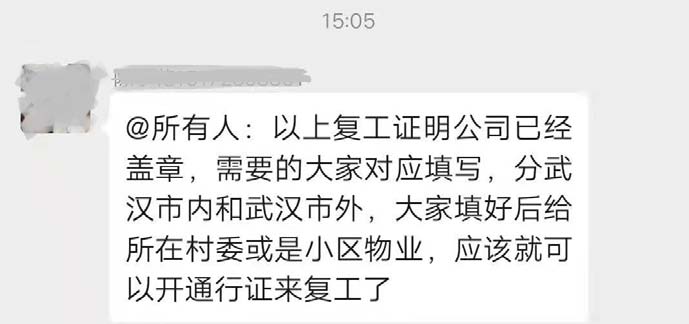 15:05
@所有人：以上复工证明公司已经
盖章，需要的大家对应填写，分武
汉市内和武汉市外，大家填好后给
所在村委或是小区物业，应该就可
以开通行证来复工了